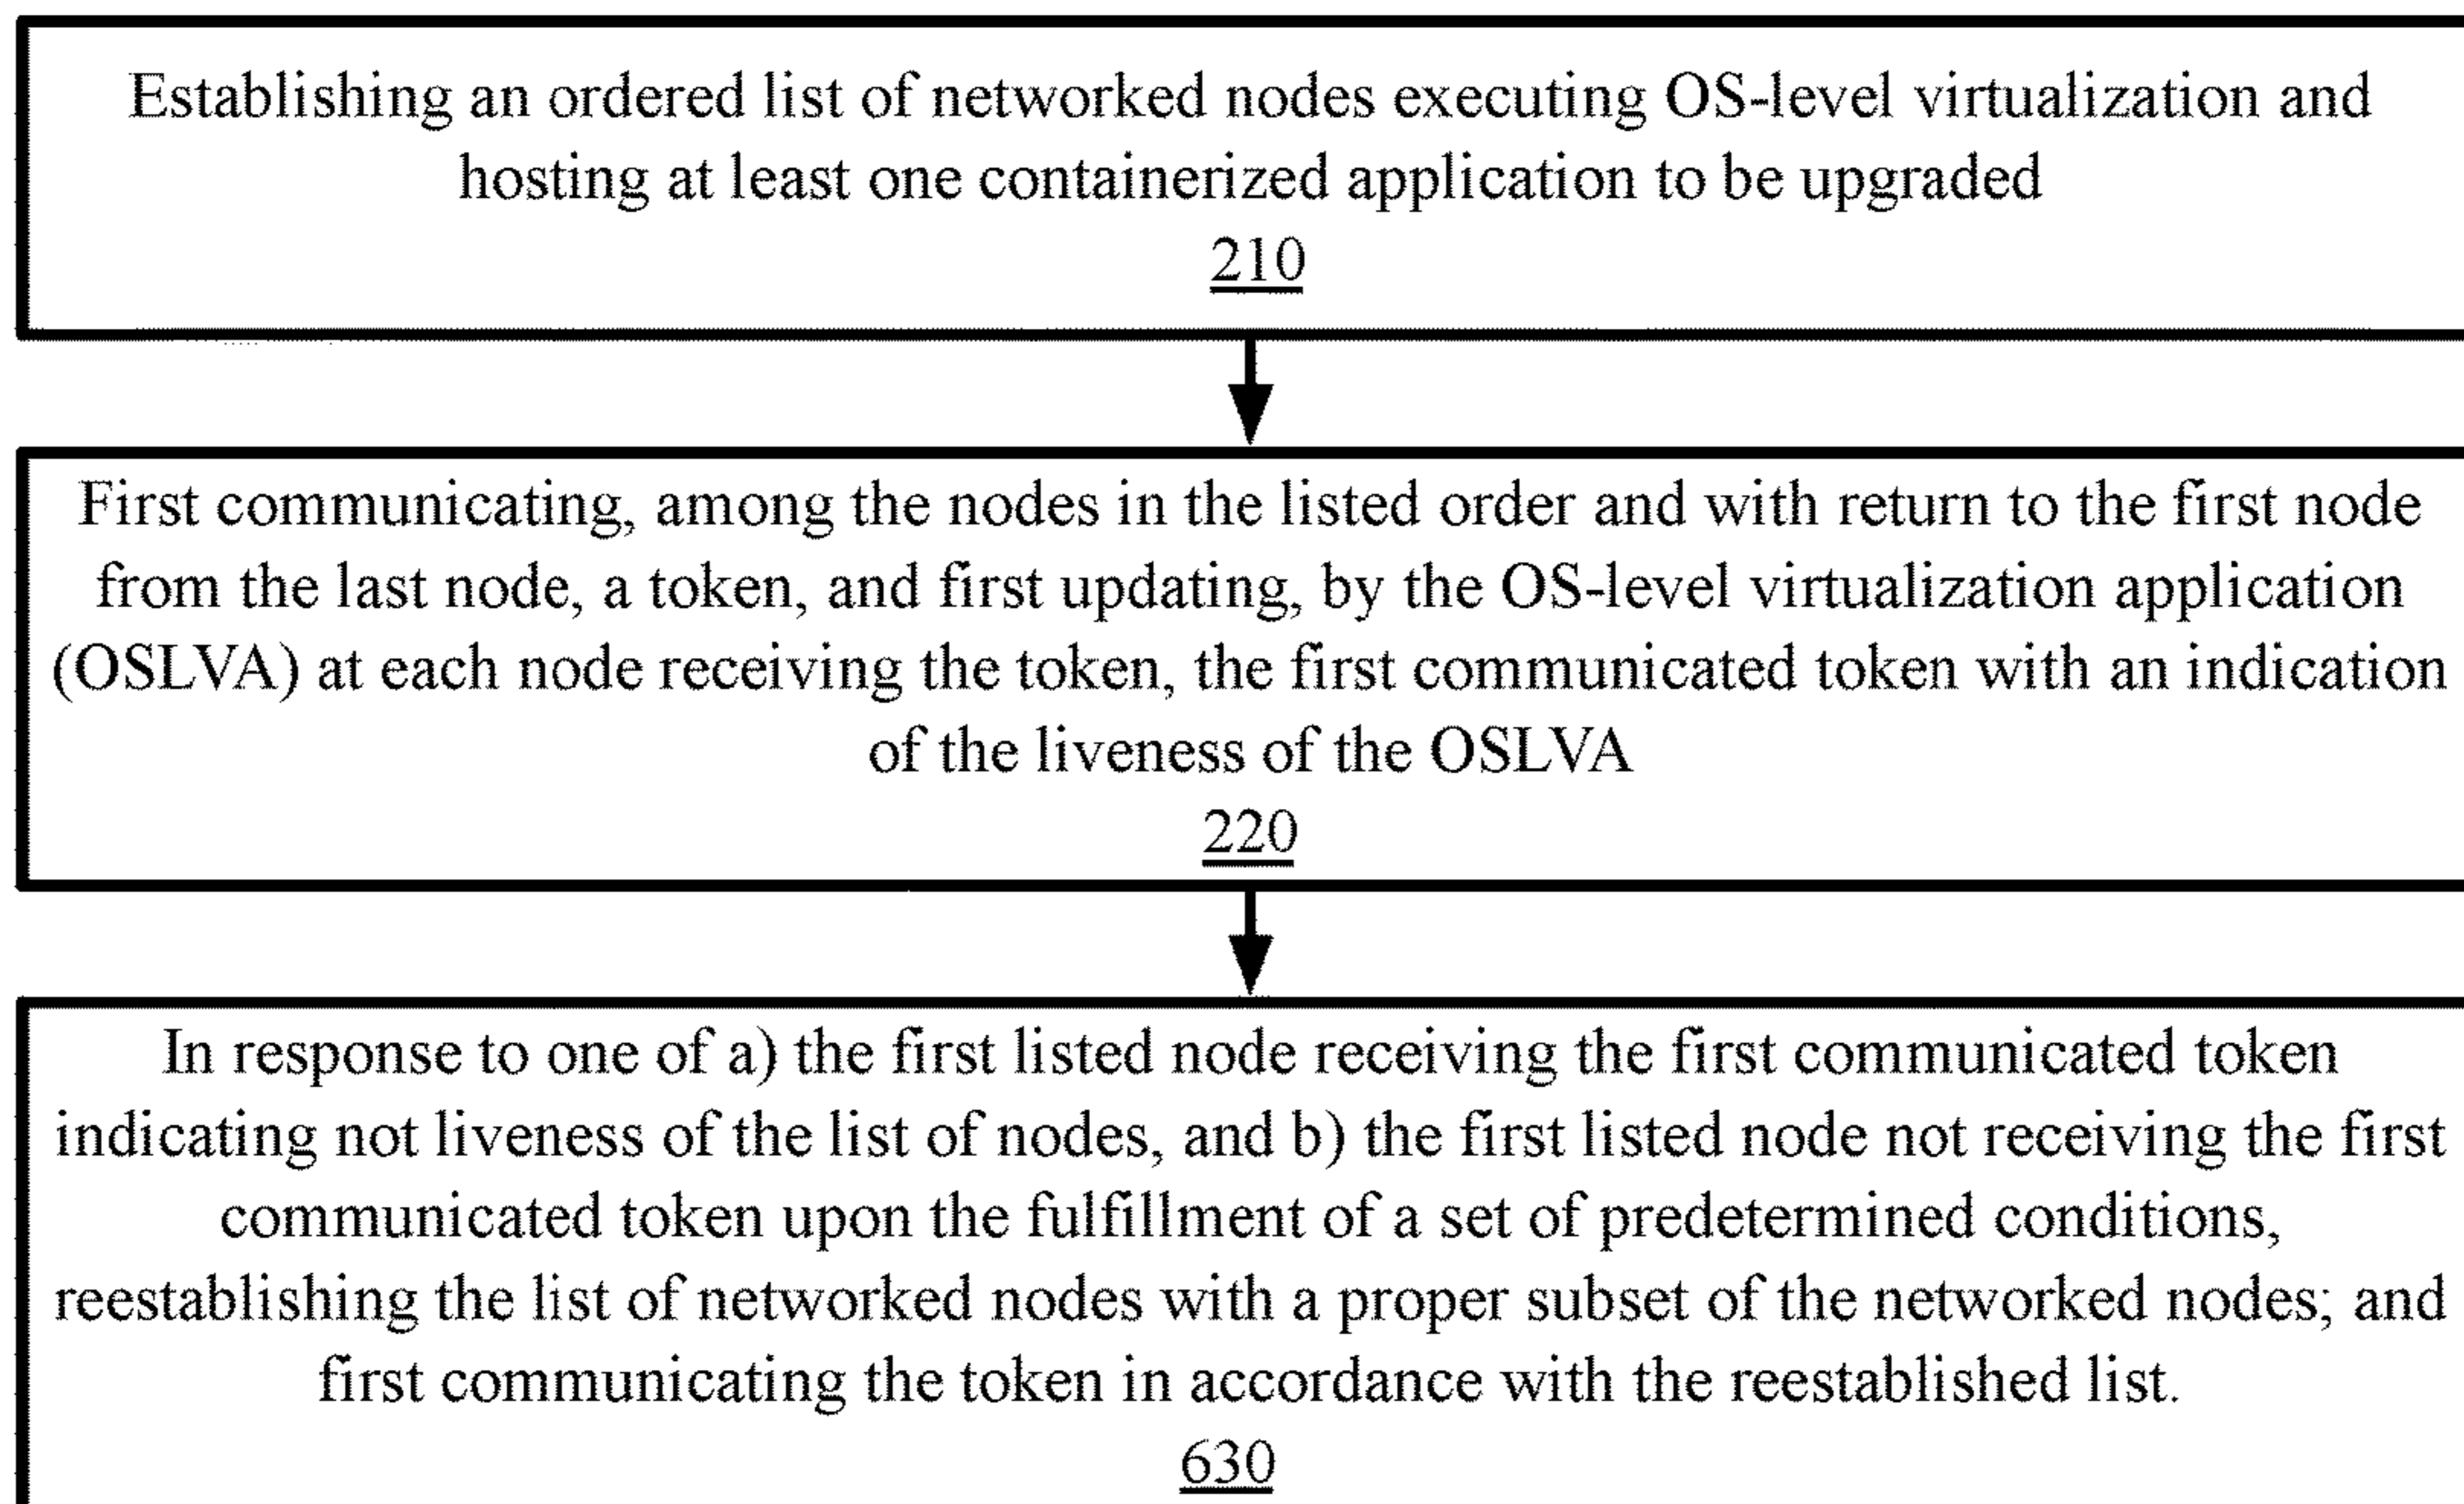 Establishing an ordered list of networked nodes executing OS-level virtualization and
hosting at least one containerized application to be upgraded
210
First communicating, among the nodes in the listed order and with return to the first node
from the last node, a token, and first updating, by the OS-level virtualization application
(OSLVA) at each node receiving the token, the first communicated token with an indication
of the liveness of the OSLVA
220
In response to one of a) the first listed node receiving the first communicated token
indicating not liveness of the list of nodes, and b) the first listed node not receiving the first
communicated token upon the fulfillment of a set of predetermined conditions,
reestablishing the list of networked nodes with a proper subset of the networked nodes; and
first communicating the token in accordance with the reestablished list.
630